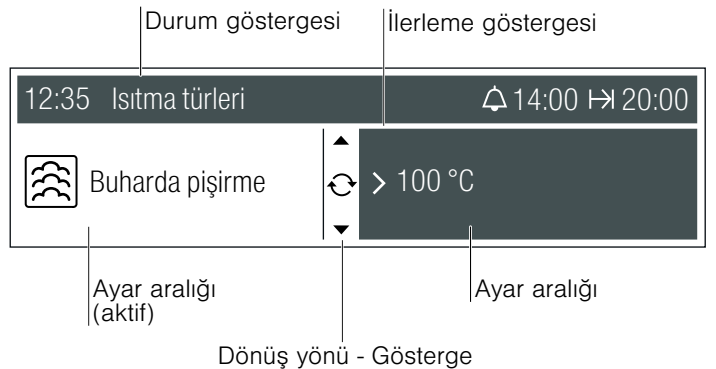 Durum göstergesi
İlerleme göstergesi
12:35 Isıtma türleri 14:00 20:00
Buharda pişirme
> 100 °C
Ayar aralığı
(aktif)
Ayar aralığı
Dönüş yönü - Gösterge